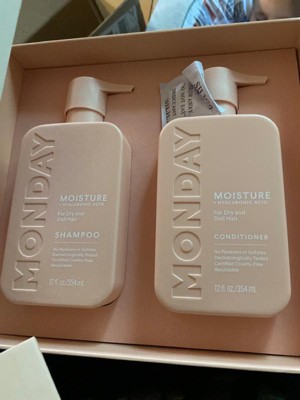 MONDAY
MOISTURE
+ HYALURONIC ACID
For Dry and
Dull Hair
SHAMPOO
No Parabens or Sulfates
Dermatologically Tested
Certified Cruelty-Free
Recyclable
12 fl. oz./354 mL
MONDAY
MOISTURE
+ HYALURONIC ACID
For Dry and
Dull Hair
CONDITIONER
No Parabens or Sulfates
Dermatologically Tested
Certified Cruelty-Free
Recyclable
12 fl. oz./354 mL